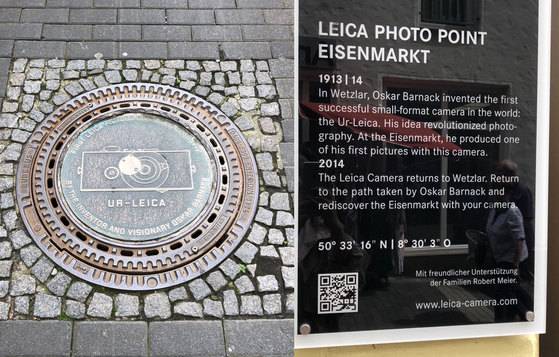 UR-LEICA
BY THE INVENTOR AND VISIONARY OSKAR BARNACK
LEICA PHOTO POINT
EISENMARKT
1913|14
In Wetzlar, Oskar Barnack invented the first
successful small-format camera in the world:
the Ur-Leica. His idea revolutionized photo-
graphy. At the Eisenmarkt, he produced one
of his first pictures with this camera.
2014
The Leica Camera returns to Wetzlar. Return
to the path taken by Oskar Barnack and
rediscover the Eisenmarkt with your camera.
50° 33´ 16˝ N | 8° 30´ 3˝ O
Mit freundlicher Unterstützung
der Familien Robert Meier.
www.leica-camera.com